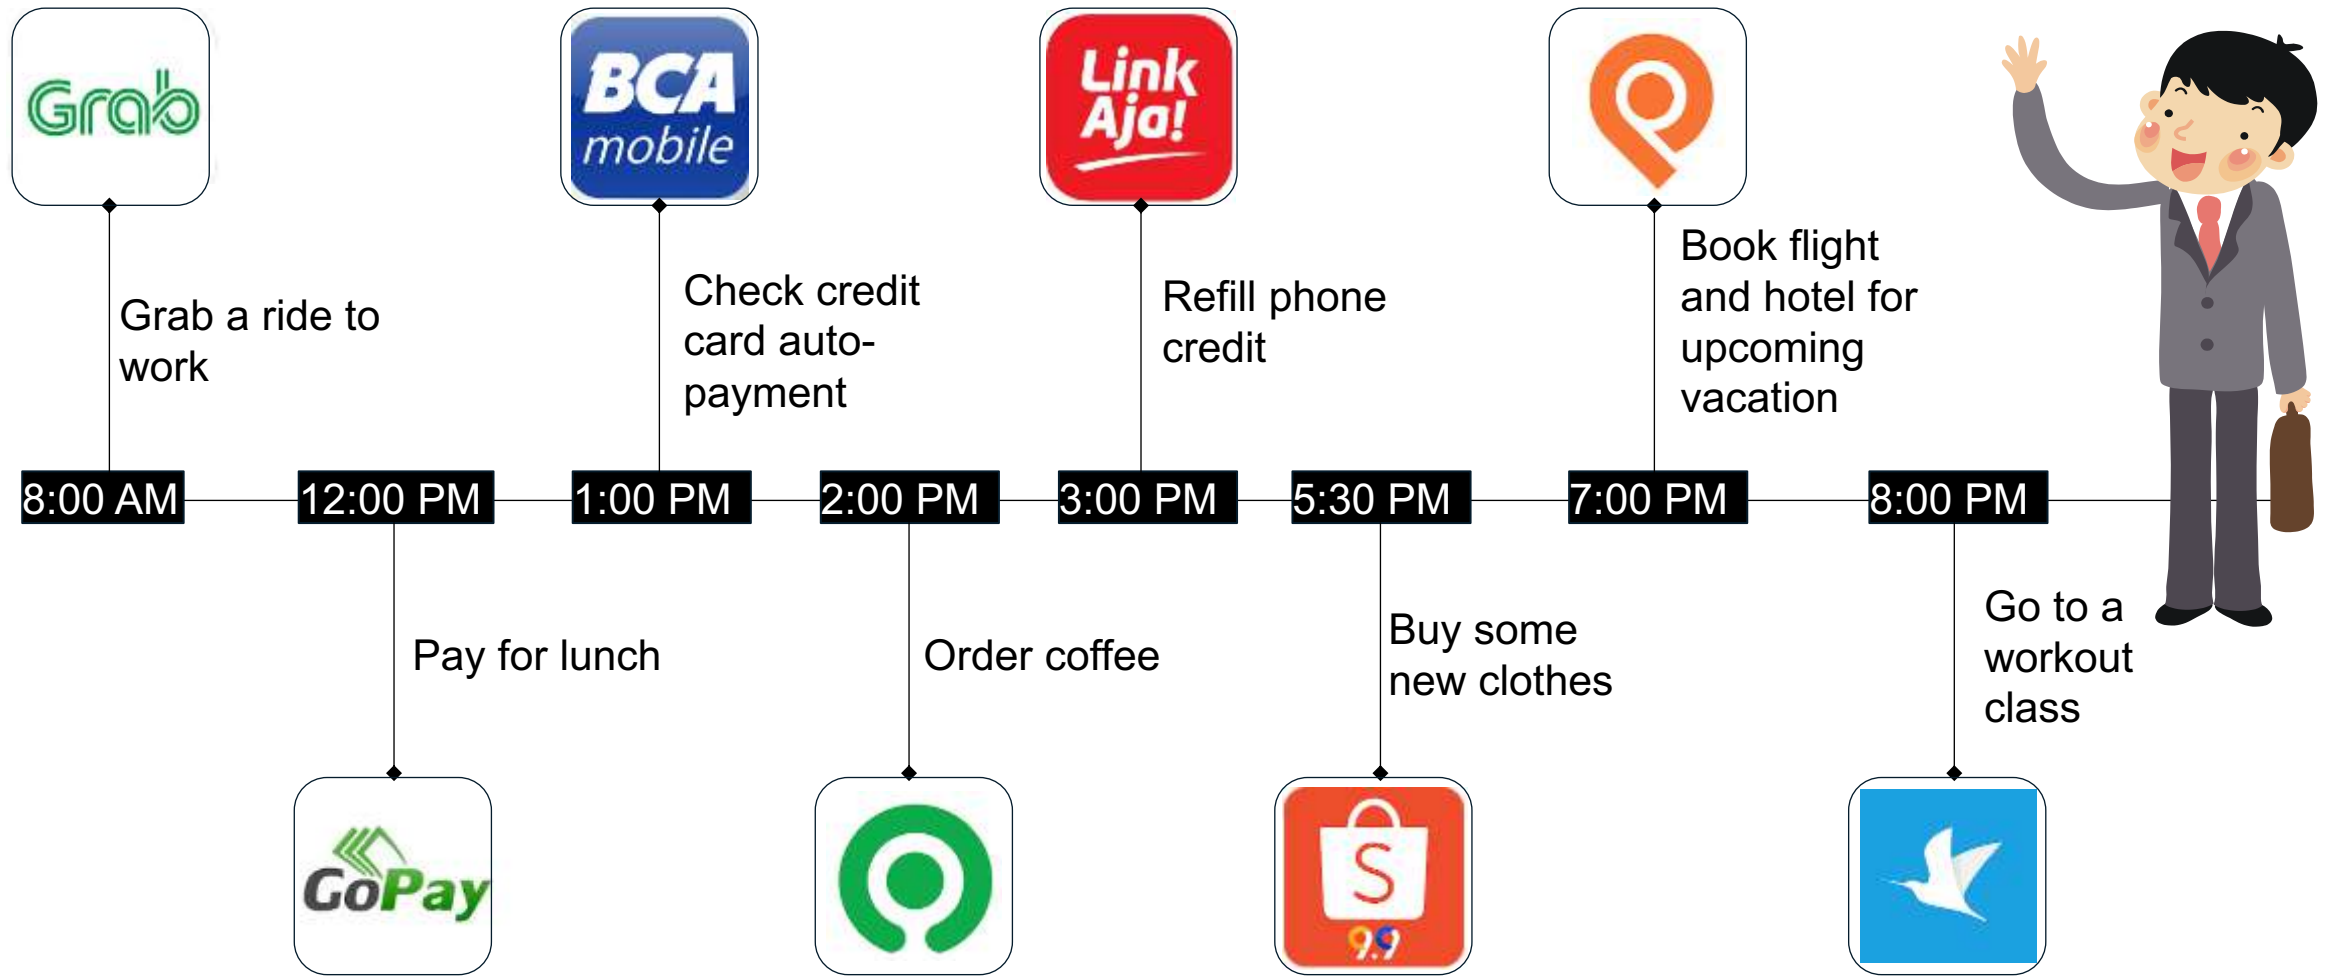 Grab
BCA
mobile
Link
Aja!
Grab a ride to
work
Check credit
card auto-
payment
Refill phone
credit
Book flight
and hotel for
upcoming
vacation
8:00 AM
12:00 PM
1:00 PM
2:00 PM
3:00 PM
5:30 PM
7:00 PM
8:00 PM
Pay for lunch
Order coffee
Buy some
new clothes
Go to a
workout
class
GoPay
S
9.9